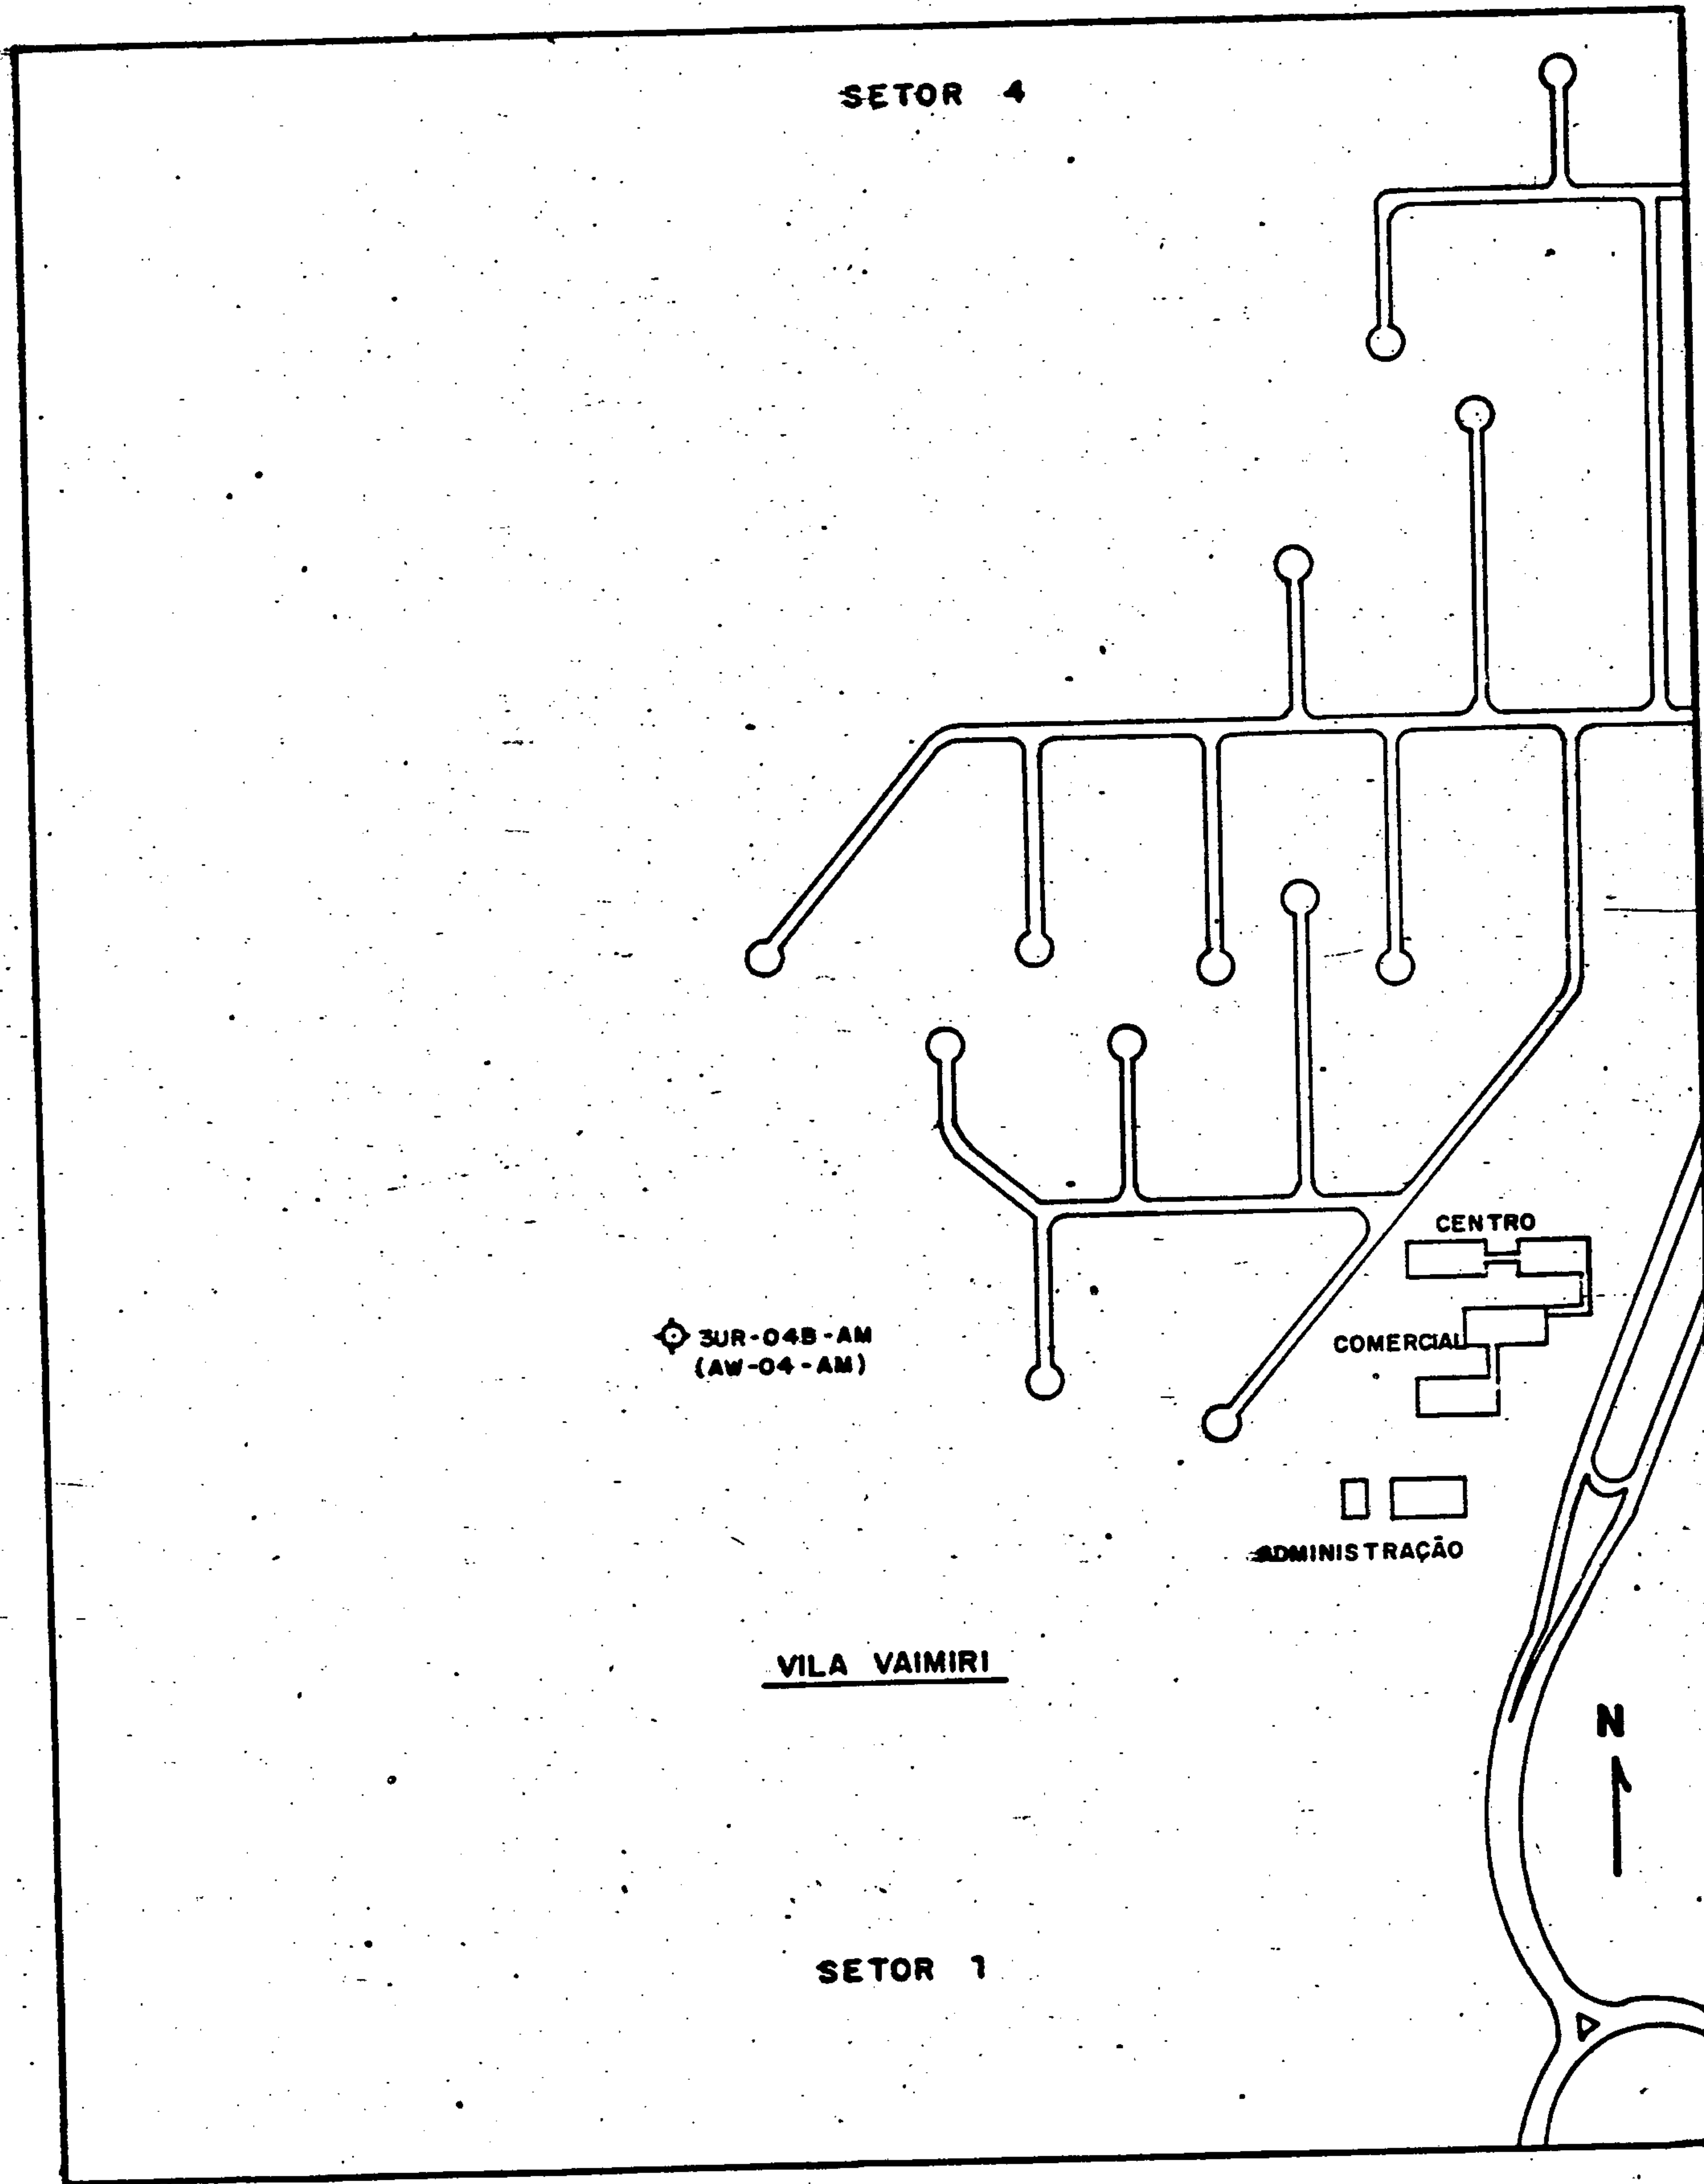 SETOR 4
CENTRO
COMERCIAL
3UR-04B-AM
(AW-04-AM)
ADMINISTRAÇÃO
VILA VAIMIRI
N
SETOR 1